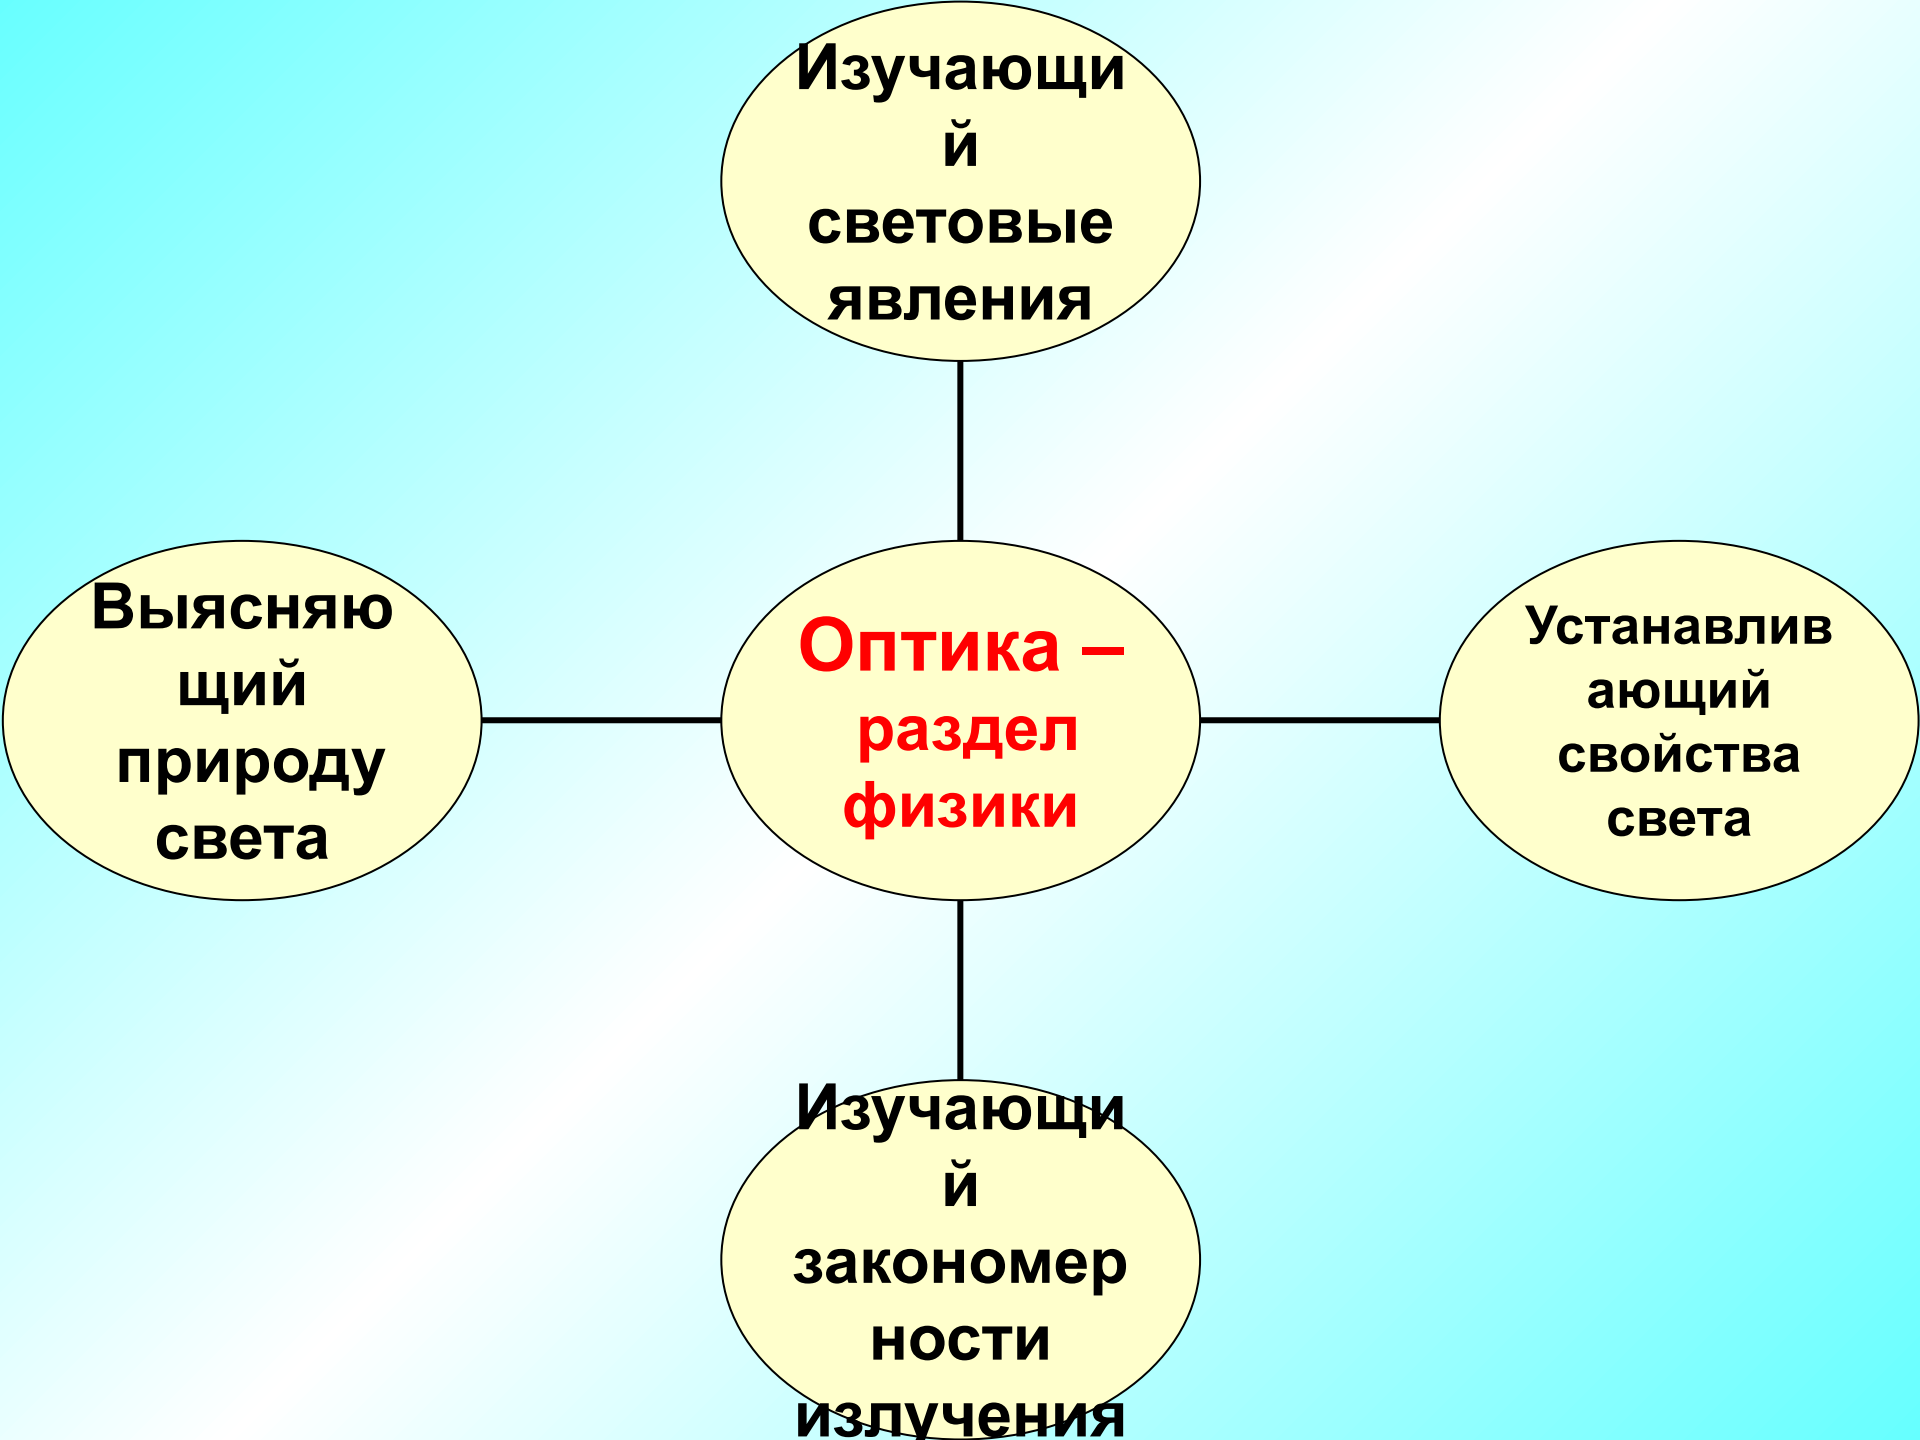 Изучающи
й
световые
явления
Выясняю
щий
природу
света
Оптика –
раздел
физики
Устанавлив
ающий
свойства
света
Изучающи
й
закономер
ности
излучения